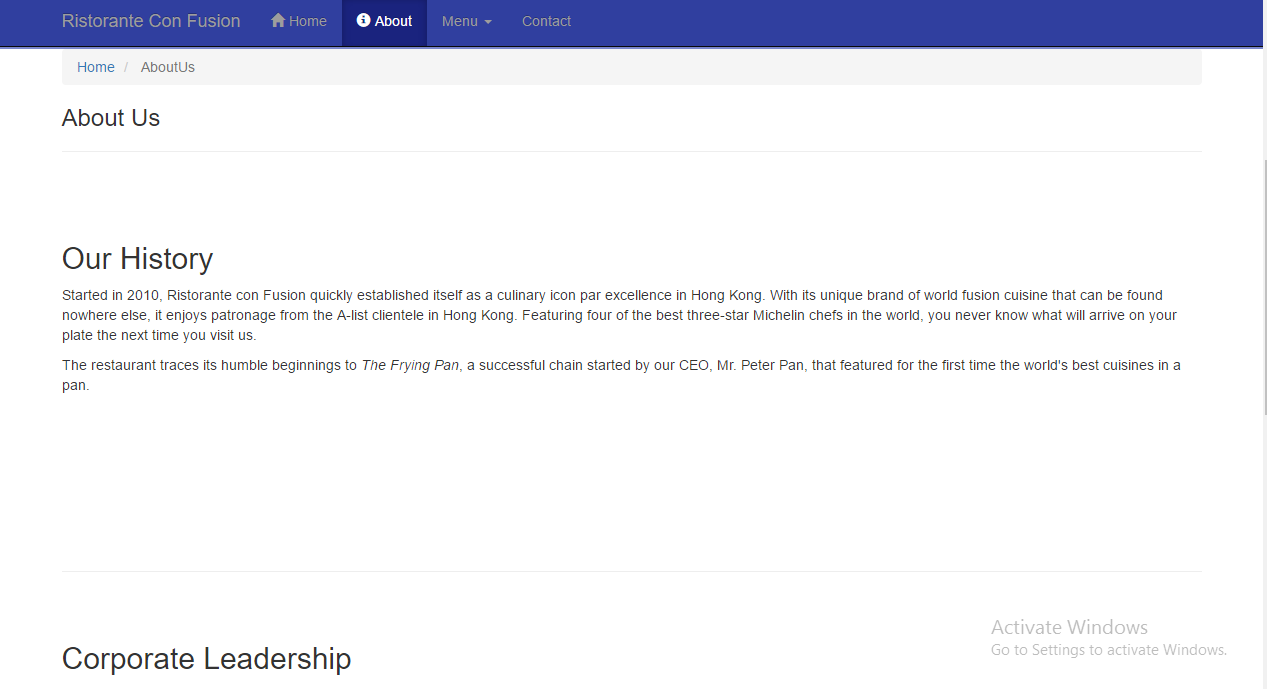 Ristorante Con Fusion Home About Menu Contact
Home / AboutUs
About Us
Our History
Started in 2010, Ristorante con Fusion quickly established itself as a culinary icon par excellence in Hong Kong. With its unique brand of world fusion cuisine that can be found
nowhere else, it enjoys patronage from the A-list clientele in Hong Kong. Featuring four of the best three-star Michelin chefs in the world, you never know what will arrive on your
plate the next time you visit us.
The restaurant traces its humble beginnings to The Frying Pan, a successful chain started by our CEO, Mr. Peter Pan, that featured for the first time the world's best cuisines in a
pan.
Corporate Leadership
Activate Windows
Go to Settings to activate Windows.